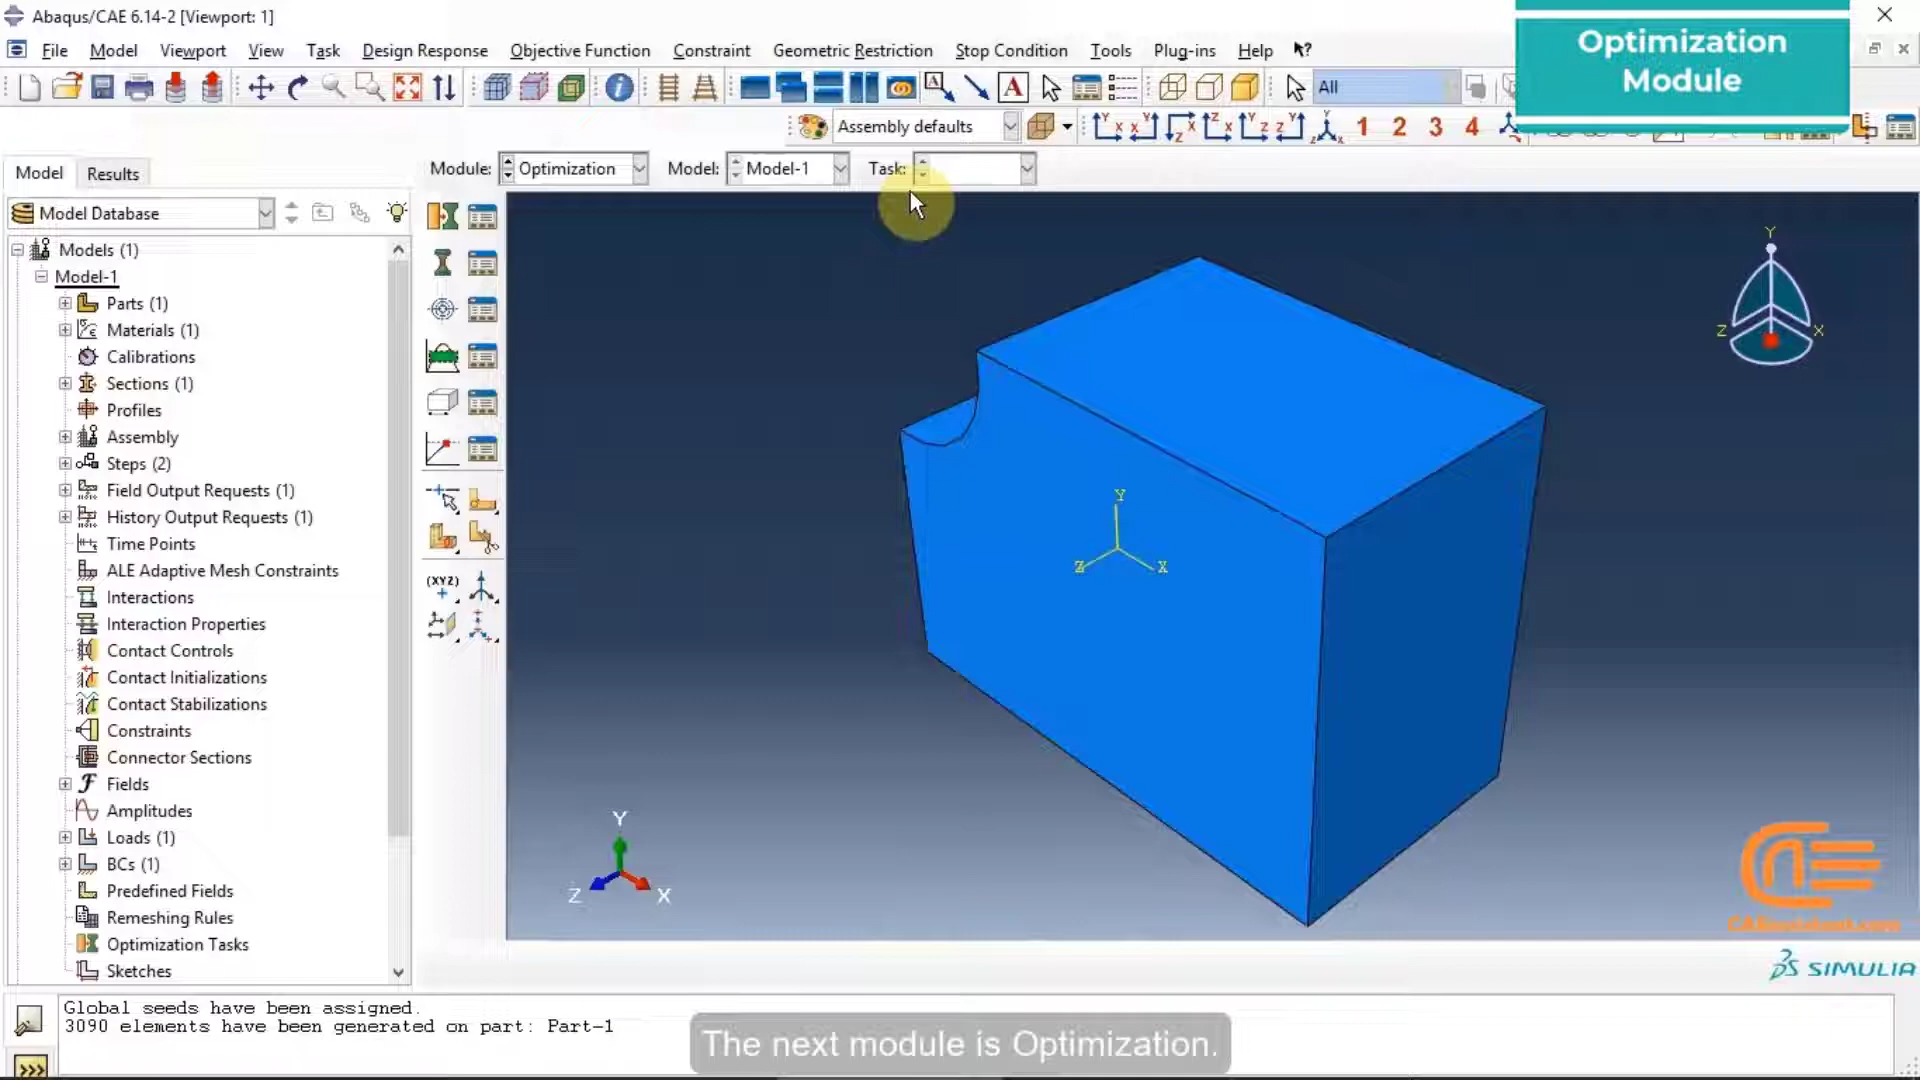 Abaqus/CAE 6.14-2 [Viewport: 1]
File Model Viewport View Task Design Response Objective Function Constraint Geometric Restriction Stop Condition Tools Plug-ins Help
Optimization
Module
All
Assembly defaults
1 2 3 4
Model Results
Module: Optimization Model: Model-1 Task:
Model Database
Models (1)
Model-1
Parts (1)
Materials (1)
Calibrations
Sections (1)
Profiles
Assembly
Steps (2)
Field Output Requests (1)
History Output Requests (1)
Time Points
ALE Adaptive Mesh Constraints
Interactions
Interaction Properties
Contact Controls
Contact Initializations
Contact Stabilizations
Constraints
Connector Sections
Fields
Amplitudes
Loads (1)
BCs (1)
Predefined Fields
Remeshing Rules
Optimization Tasks
Sketches
(XYZ)
Y
Z X
Y
Z X
Y
Z X
SIMULIA
Global seeds have been assigned.
3090 elements have been generated on part: Part-1
The next module is Optimization.